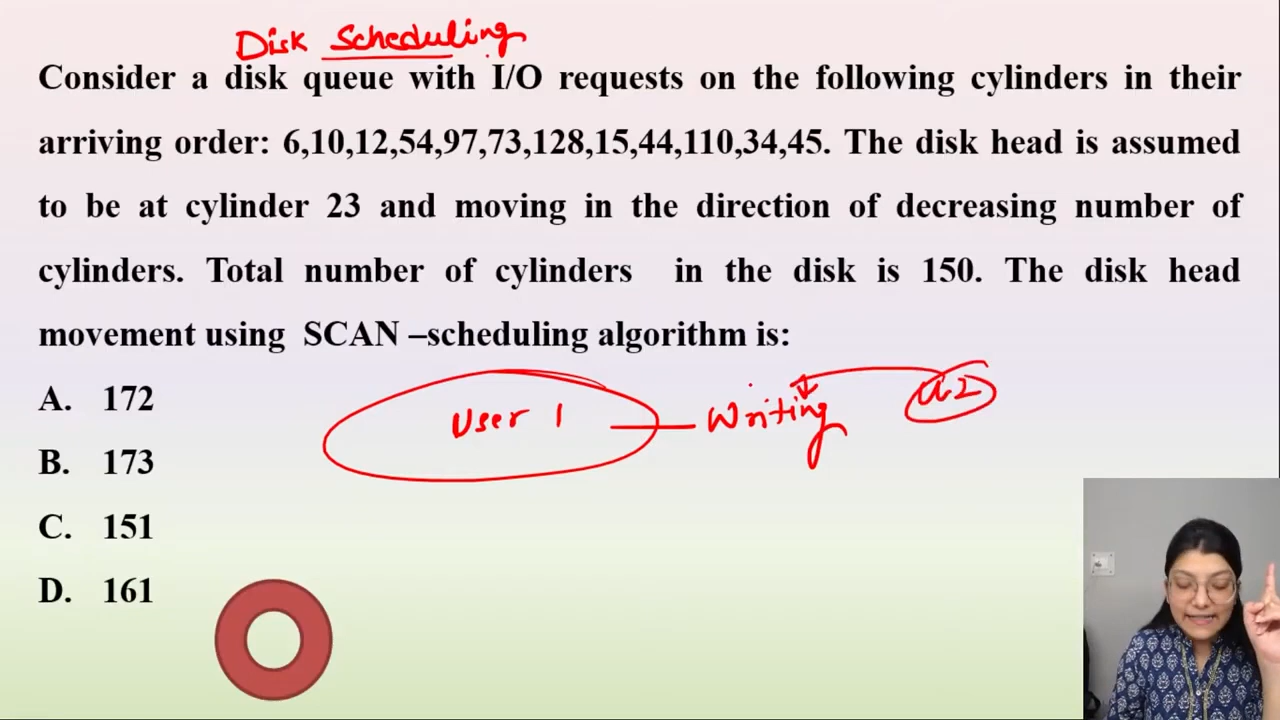 Disk Scheduling
Consider a disk queue with I/O requests on the following cylinders in their
arriving order: 6,10,12,54,97,73,128,15,44,110,34,45. The disk head is assumed
to be at cylinder 23 and moving in the direction of decreasing number of
cylinders. Total number of cylinders in the disk is 150. The disk head
movement using SCAN –scheduling algorithm is:
A. 172
User 1 Writing U2
B. 173
C. 151
D. 161